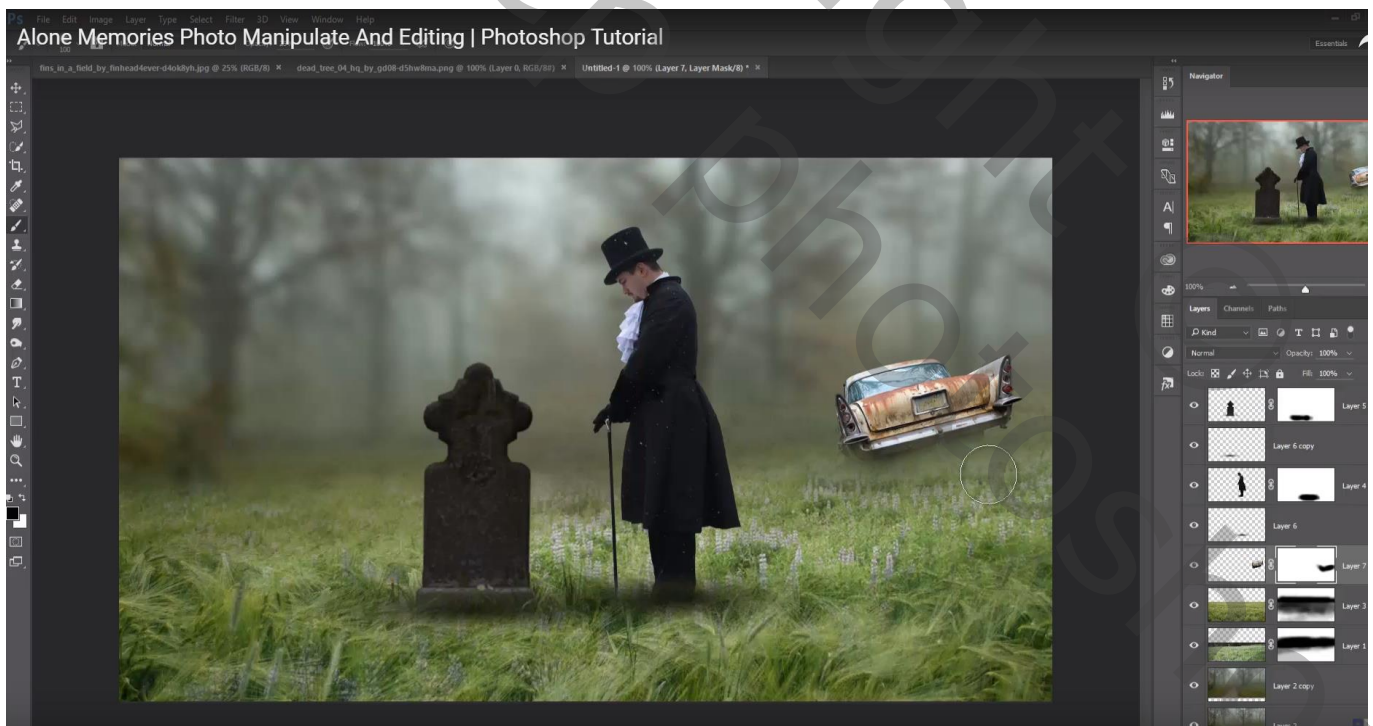 Ps File Edit Image Layer Type Select Filter 3D View Window Help
Alone Memories Photo Manipulate And Editing | Photoshop Tutorial
100
Essentials
fins_in_a_field_by_finhead4ever-d4ok8yh.jpg @ 25% (RGB/8) × dead_tree_04_hq_by_gd08-d5hw8ma.png @ 100% (Layer 0, RGB/8#) × Untitled-1 @ 100% (Layer 7, Layer Mask/8) * ×
Navigator
100%
Layers Channels Paths
Kind
Normal Opacity: 100%
Lock: Fill: 100%
Layer 5
Layer 6 copy
Layer 4
Layer 6
Layer 7
Layer 3
Layer 1
Layer 2 copy